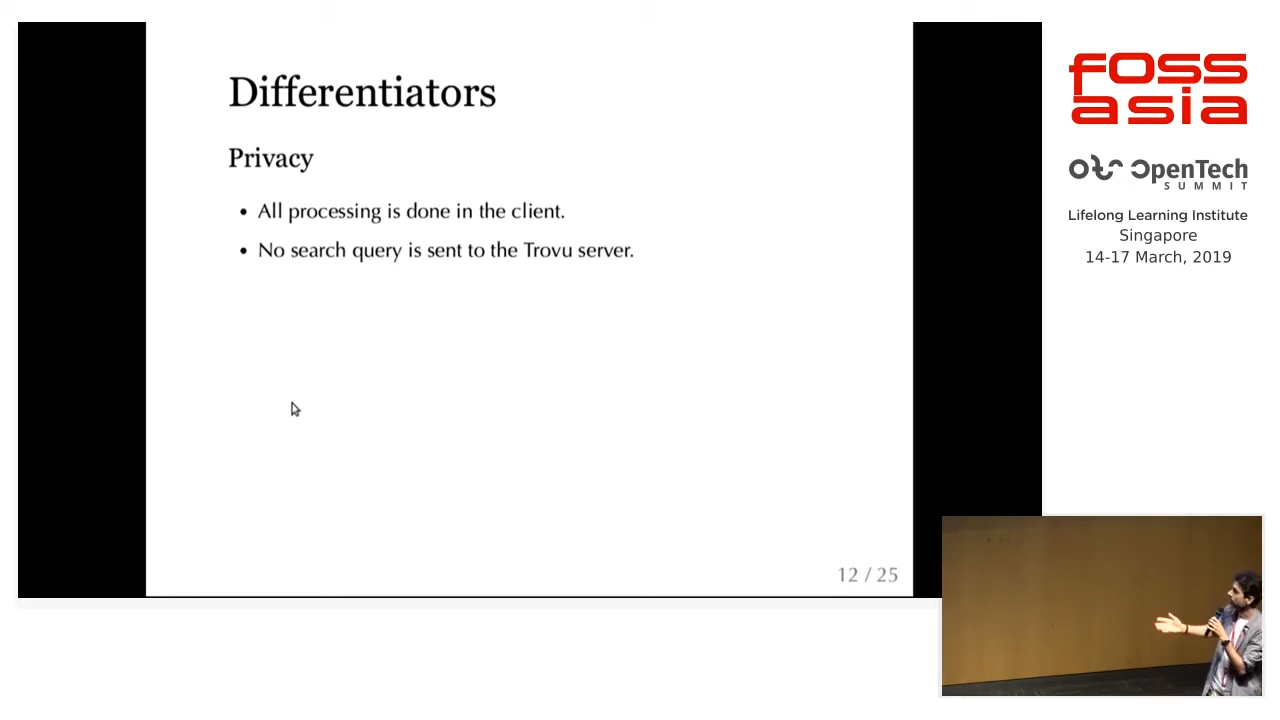 Differentiators
Privacy
• All processing is done in the client.
• No search query is sent to the Trovu server.
12 / 25
fOSS
asia
OpenTech
SUMMIT
Lifelong Learning Institute
Singapore
14-17 March, 2019